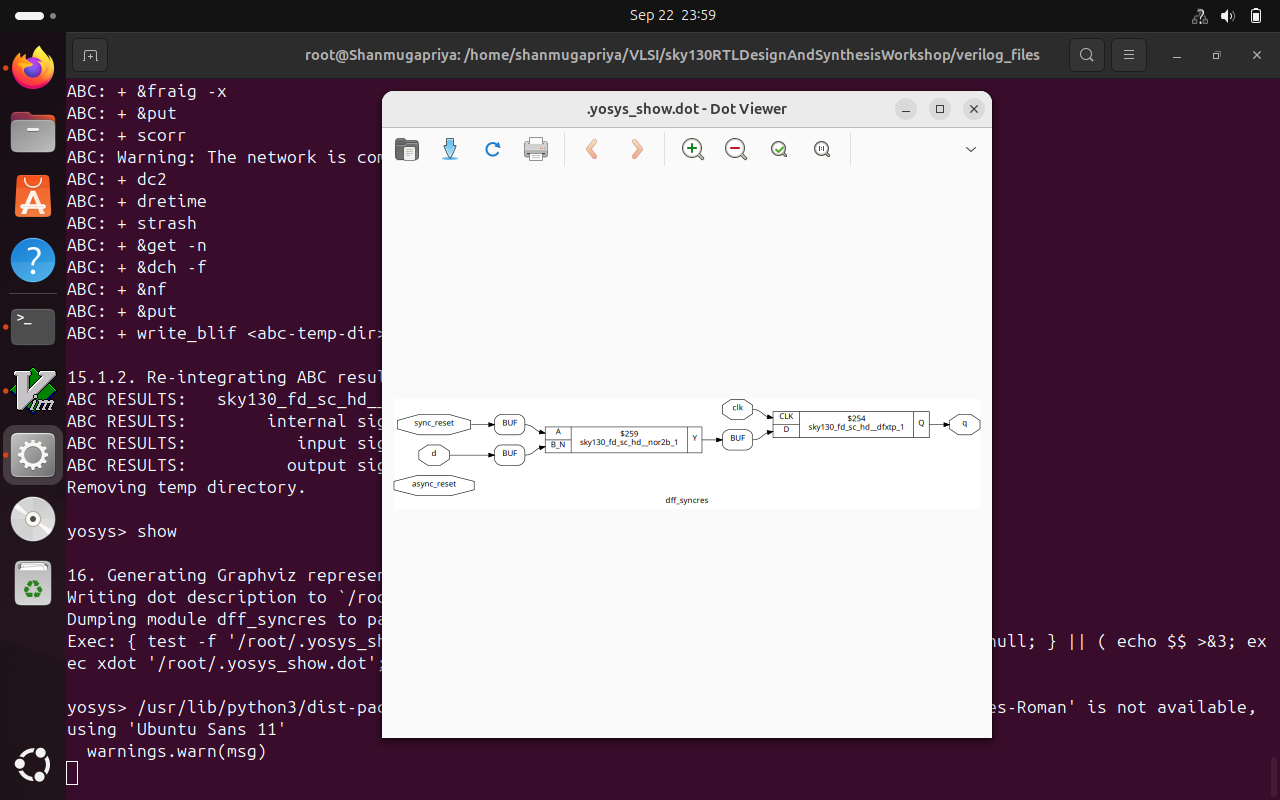 Sep 22 23:59
root@Shanmugapriya: /home/shanmugapriya/VLSI/sky130RTLDesignAndSynthesisWorkshop/verilog_files
ABC: + &fraig -x
ABC: + &put
ABC: + scorr
ABC: Warning: The network is com
ABC: + dc2
ABC: + dretime
ABC: + strash
ABC: + &get -n
ABC: + &dch -f
ABC: + &nf
ABC: + &put
ABC: + write_blif <abc-temp-dir>
15.1.2. Re-integrating ABC resul
ABC RESULTS:   sky130_fd_sc_hd__
ABC RESULTS:        internal sig
ABC RESULTS:           input sig
ABC RESULTS:          output sig
Removing temp directory.
yosys> show
16. Generating Graphviz represen
Writing dot description to `/roo
Dumping module dff_syncres to pa
Exec: { test -f '/root/.yosys_sh
null; } || ( echo $$ >&3; ex
ec xdot '/root/.yosys_show.dot';
yosys> /usr/lib/python3/dist-pac
es-Roman' is not available,
using 'Ubuntu Sans 11'
  warnings.warn(msg)
.yosys_show.dot - Dot Viewer
sync_reset
BUF
d
BUF
async_reset
A
B_N
$259
sky130_fd_sc_hd__nor2b_1
Y
clk
BUF
CLK
D
$254
sky130_fd_sc_hd__dfxtp_1
Q
q
dff_syncres